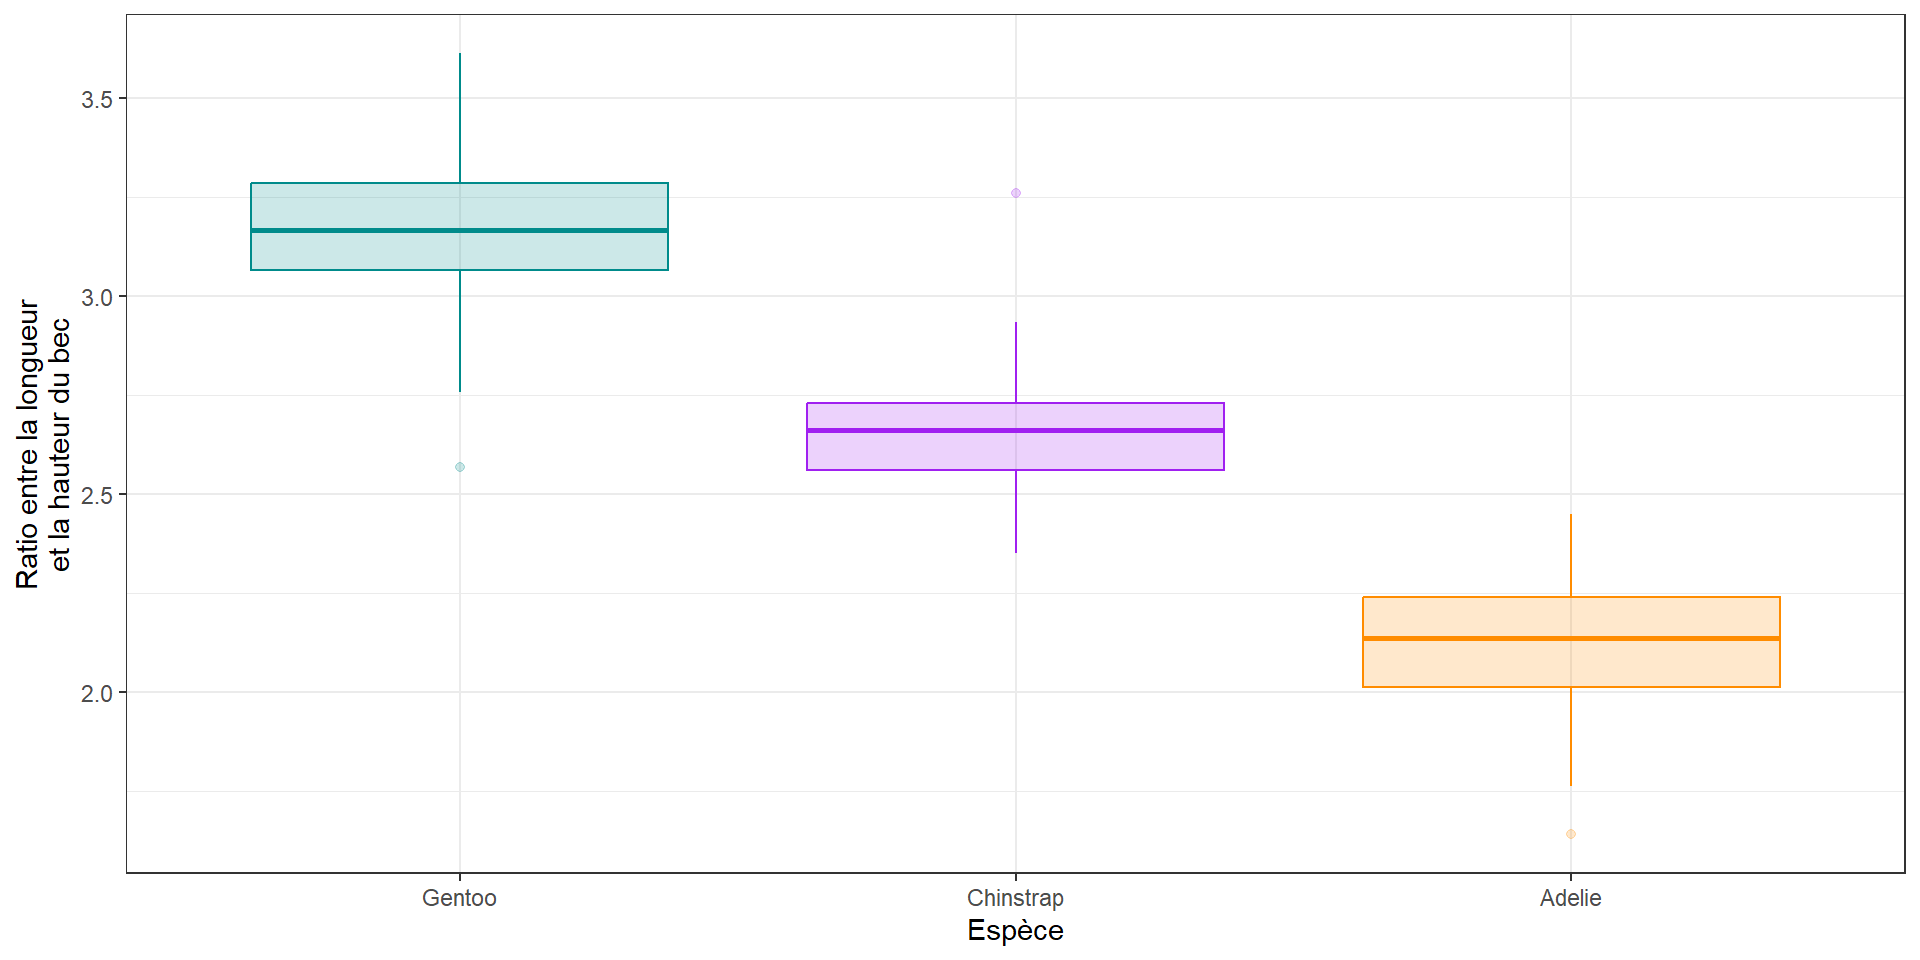 Ratio entre la longueur
et la hauteur du bec
3.5
3.0
2.5
2.0
Gentoo
Chinstrap
Adelie
Espèce